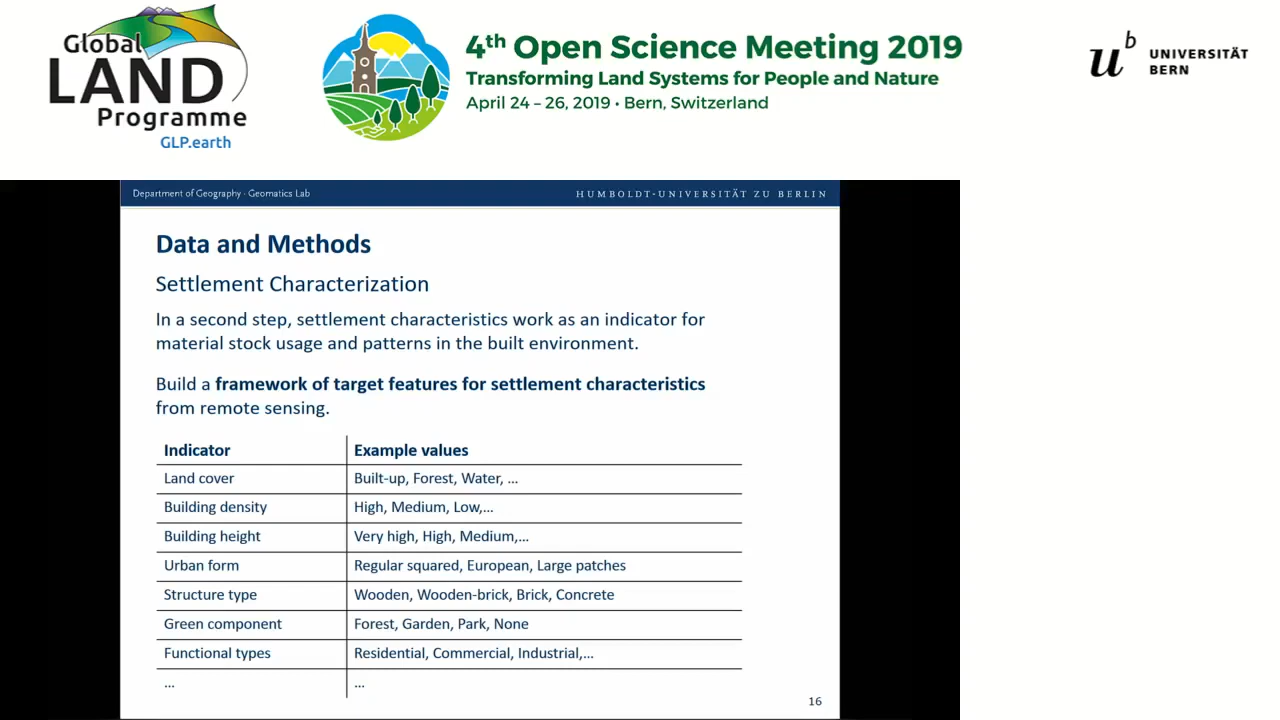 Global
LAND
Programme
GLP.earth
4th Open Science Meeting 2019
Transforming Land Systems for People and Nature
April 24 – 26, 2019 • Bern, Switzerland
u b
UNIVERSITÄT
BERN
Department of Geography · Geomatics Lab
HUMBOLDT-UNIVERSITÄT ZU BERLIN
Data and Methods
Settlement Characterization
In a second step, settlement characteristics work as an indicator for
material stock usage and patterns in the built environment.
Build a framework of target features for settlement characteristics
from remote sensing.
Indicator Example values
Land cover Built-up, Forest, Water, ...
Building density High, Medium, Low,...
Building height Very high, High, Medium,...
Urban form Regular squared, European, Large patches
Structure type Wooden, Wooden-brick, Brick, Concrete
Green component Forest, Garden, Park, None
Functional types Residential, Commercial, Industrial,...
... ...
16